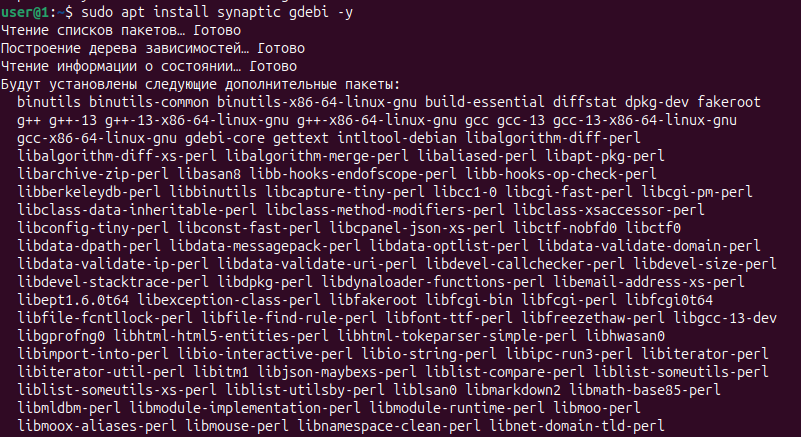 user@1:~$ sudo apt install synaptic gdebi -y
Чтение списков пакетов… Готово
Построение дерева зависимостей… Готово
Чтение информации о состоянии… Готово
Будут установлены следующие дополнительные пакеты:
binutils binutils-common binutils-x86-64-linux-gnu build-essential diffstat dpkg-dev fakeroot
g++ g++-13 g++-13-x86-64-linux-gnu g++-x86-64-linux-gnu gcc gcc-13 gcc-13-x86-64-linux-gnu
gcc-x86-64-linux-gnu gdebi-core gettext intltool-debian libalgorithm-diff-perl
libalgorithm-diff-xs-perl libalgorithm-merge-perl libaliased-perl libapt-pkg-perl
libarchive-zip-perl libasan8 libb-hooks-endofscope-perl libb-hooks-op-check-perl
libberkeleydb-perl libbinutils libcapture-tiny-perl libcc1-0 libcgi-fast-perl libcgi-pm-perl
libclass-data-inheritable-perl libclass-method-modifiers-perl libclass-xsaccessor-perl
libconfig-tiny-perl libconst-fast-perl libcpanel-json-xs-perl libctf-nobfd0 libctf0
libdata-dpath-perl libdata-messagepack-perl libdata-optlist-perl libdata-validate-domain-perl
libdata-validate-ip-perl libdata-validate-uri-perl libdevel-callchecker-perl libdevel-size-perl
libdevel-stacktrace-perl libdpkg-perl libdynaloader-functions-perl libemail-address-xs-perl
libept1.6.0t64 libexception-class-perl libfakeroot libfcgi-bin libfcgi-perl libfcgi0t64
libfile-fcntllock-perl libfile-find-rule-perl libfont-ttf-perl libfreezethaw-perl libgcc-13-dev
libgprofng0 libhtml-html5-entities-perl libhtml-tokeparser-simple-perl libhwasan0
libimport-into-perl libio-interactive-perl libio-string-perl libipc-run3-perl libiterator-perl
libiterator-util-perl libitm1 libjson-maybexs-perl liblist-compare-perl liblist-someutils-perl
liblist-someutils-xs-perl liblist-utilsby-perl liblsan0 libmarkdown2 libmath-base85-perl
libmldbm-perl libmodule-implementation-perl libmodule-runtime-perl libmoo-perl
libmoox-aliases-perl libmouse-perl libnamespace-clean-perl libnet-domain-tld-perl